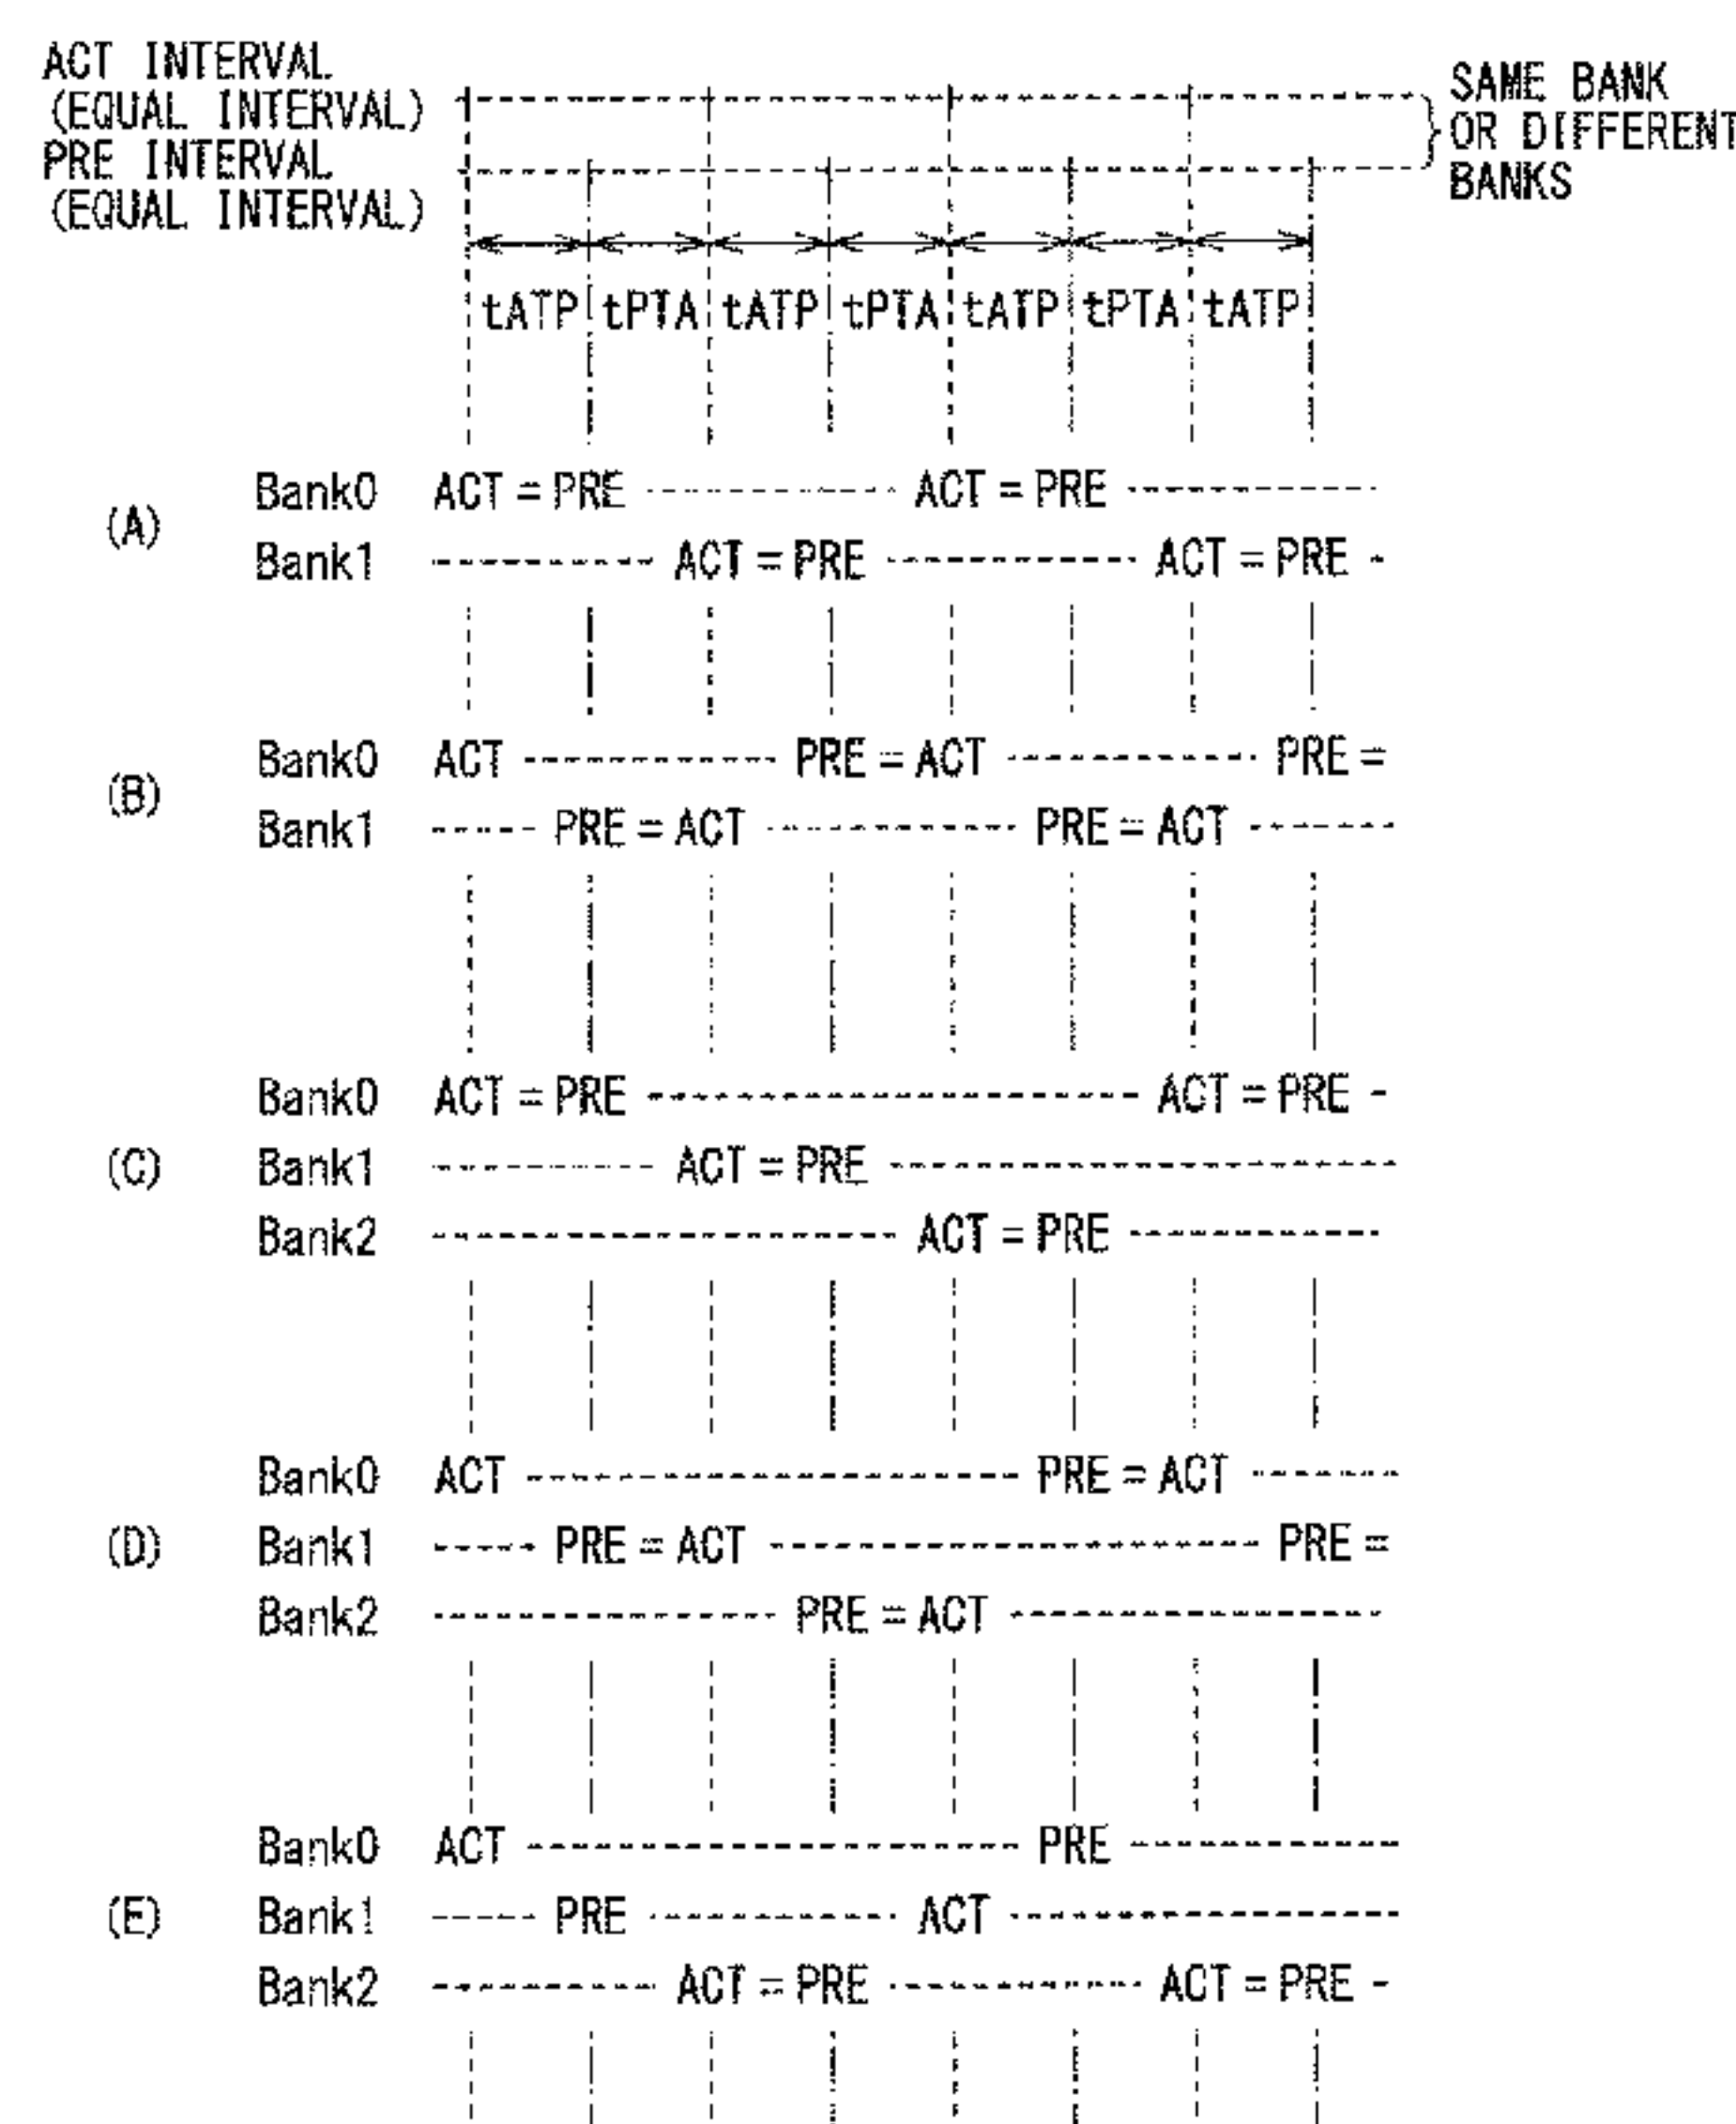 ACT INTERVAL
(EQUAL INTERVAL)
PRE INTERVAL
(EQUAL INTERVAL)
SAME BANK
OR DIFFERENT
BANKS
tATP tPTA tATP tPTA tATP tPTA tATP
(A)
Bank0 ACT = PRE ------------ ACT = PRE ------------
Bank1 ------------ ACT = PRE ------------ ACT = PRE -
(B)
Bank0 ACT ------------ PRE = ACT ------------ PRE =
Bank1 ------ PRE = ACT ------------ PRE = ACT -------
(C)
Bank0 ACT = PRE ------------------------ ACT = PRE -
Bank1 ------------ ACT = PRE ------------------------
Bank2 ------------------------ ACT = PRE ------------
(D)
Bank0 ACT ------------------------ PRE = ACT -------
Bank1 ------ PRE = ACT ------------------------ PRE =
Bank2 ------------------ PRE = ACT ------------------
(E)
Bank0 ACT ------------------------ PRE -------------
Bank1 ------ PRE ------------ ACT -------------------
Bank2 ------------ ACT = PRE ------------ ACT = PRE -